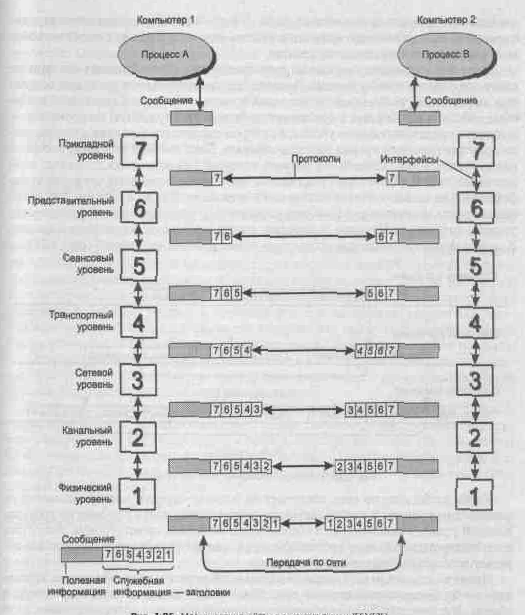 Компьютер 1
Компьютер 2
Процесс A
Процесс B
Сообщение
Сообщение
Прикладной
уровень
7
7
Протоколы
Интерфейсы
7
7
Представительный
уровень
6
6
7 6
6 7
Сеансовый
уровень
5
5
7 6 5
5 6 7
Транспортный
уровень
4
4
7 6 5 4
4 5 6 7
Сетевой
уровень
3
3
7 6 5 4 3
3 4 5 6 7
Канальный
уровень
2
2
7 6 5 4 3 2
2 3 4 5 6 7
Физический
уровень
1
1
7 6 5 4 3 2 1
1 2 3 4 5 6 7
Сообщение
7 6 5 4 3 2 1
Передача по сети
Полезная
информация
Служебная
информация — заголовки